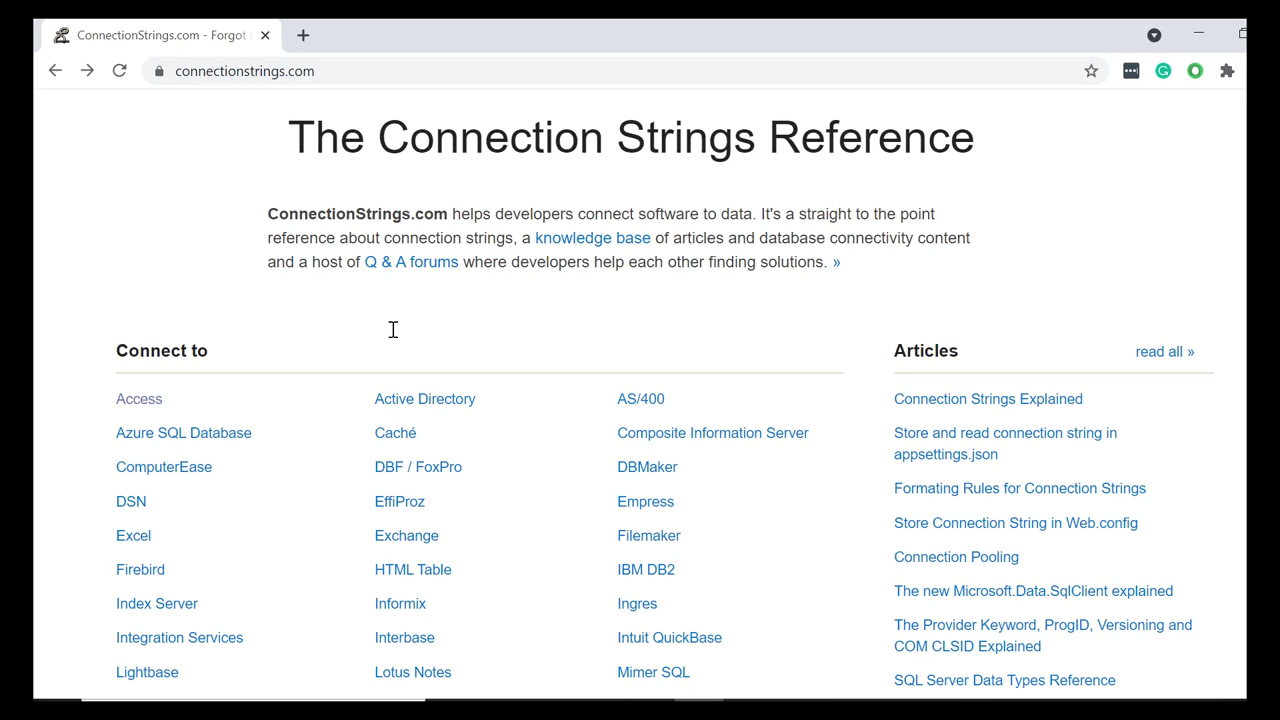 ConnectionStrings.com - Forgot
connectionstrings.com
The Connection Strings Reference
ConnectionStrings.com helps developers connect software to data. It's a straight to the point
reference about connection strings, a knowledge base of articles and database connectivity content
and a host of Q & A forums where developers help each other finding solutions. »
Connect to
Access
Active Directory
AS/400
Azure SQL Database
Caché
Composite Information Server
ComputerEase
DBF / FoxPro
DBMaker
DSN
EffiProz
Empress
Excel
Exchange
Filemaker
Firebird
HTML Table
IBM DB2
Index Server
Informix
Ingres
Integration Services
Interbase
Intuit QuickBase
Lightbase
Lotus Notes
Mimer SQL
Articles
read all »
Connection Strings Explained
Store and read connection string in
appsettings.json
Formating Rules for Connection Strings
Store Connection String in Web.config
Connection Pooling
The new Microsoft.Data.SqlClient explained
The Provider Keyword, ProgID, Versioning and
COM CLSID Explained
SQL Server Data Types Reference